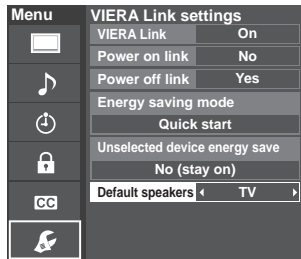 Menu
VIERA Link settings
VIERA Link On
Power on link No
Power off link Yes
Energy saving mode
Quick start
Unselected device energy save
No (stay on)
Default speakers TV
CC